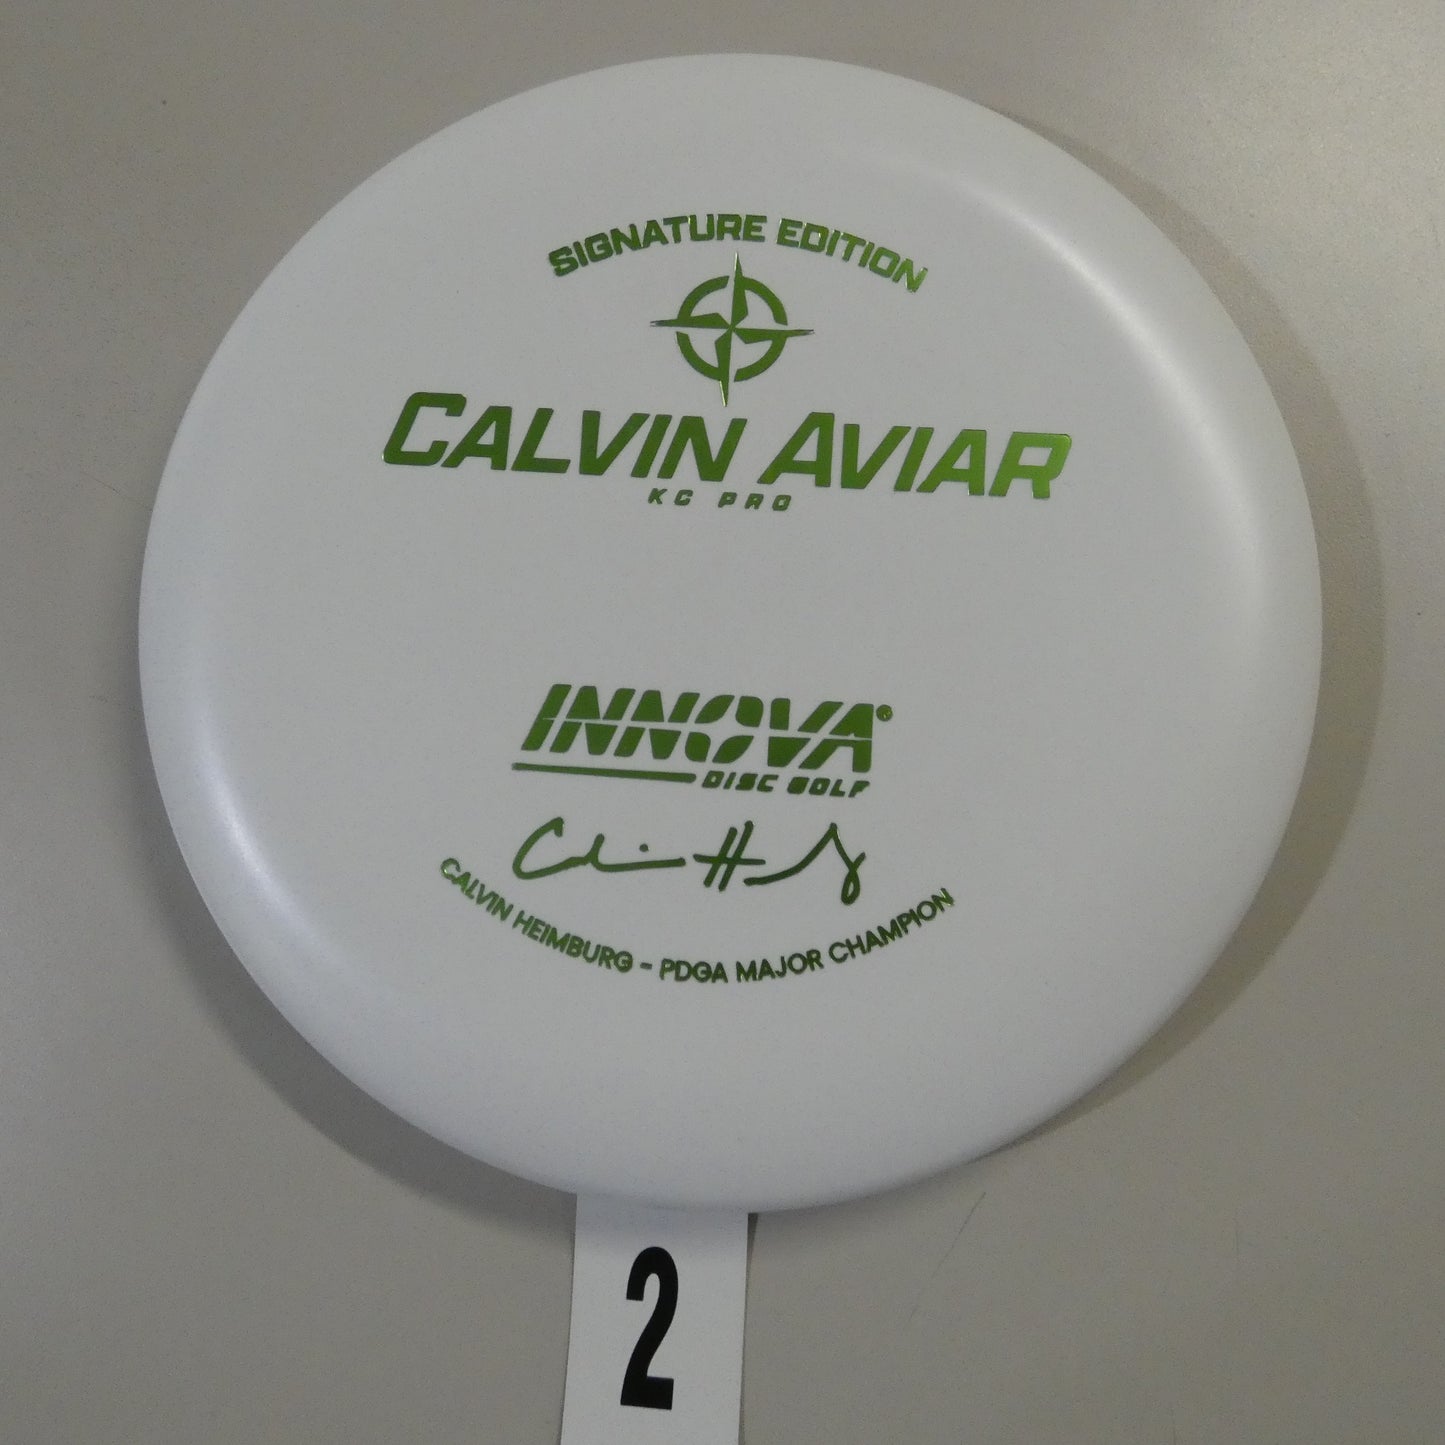 SIGNATURE EDITION
CALVIN AVIAR
KC PRO
INNOVA®
DISC GOLF
CALVIN HEIMBURG - PDGA MAJOR CHAMPION
2